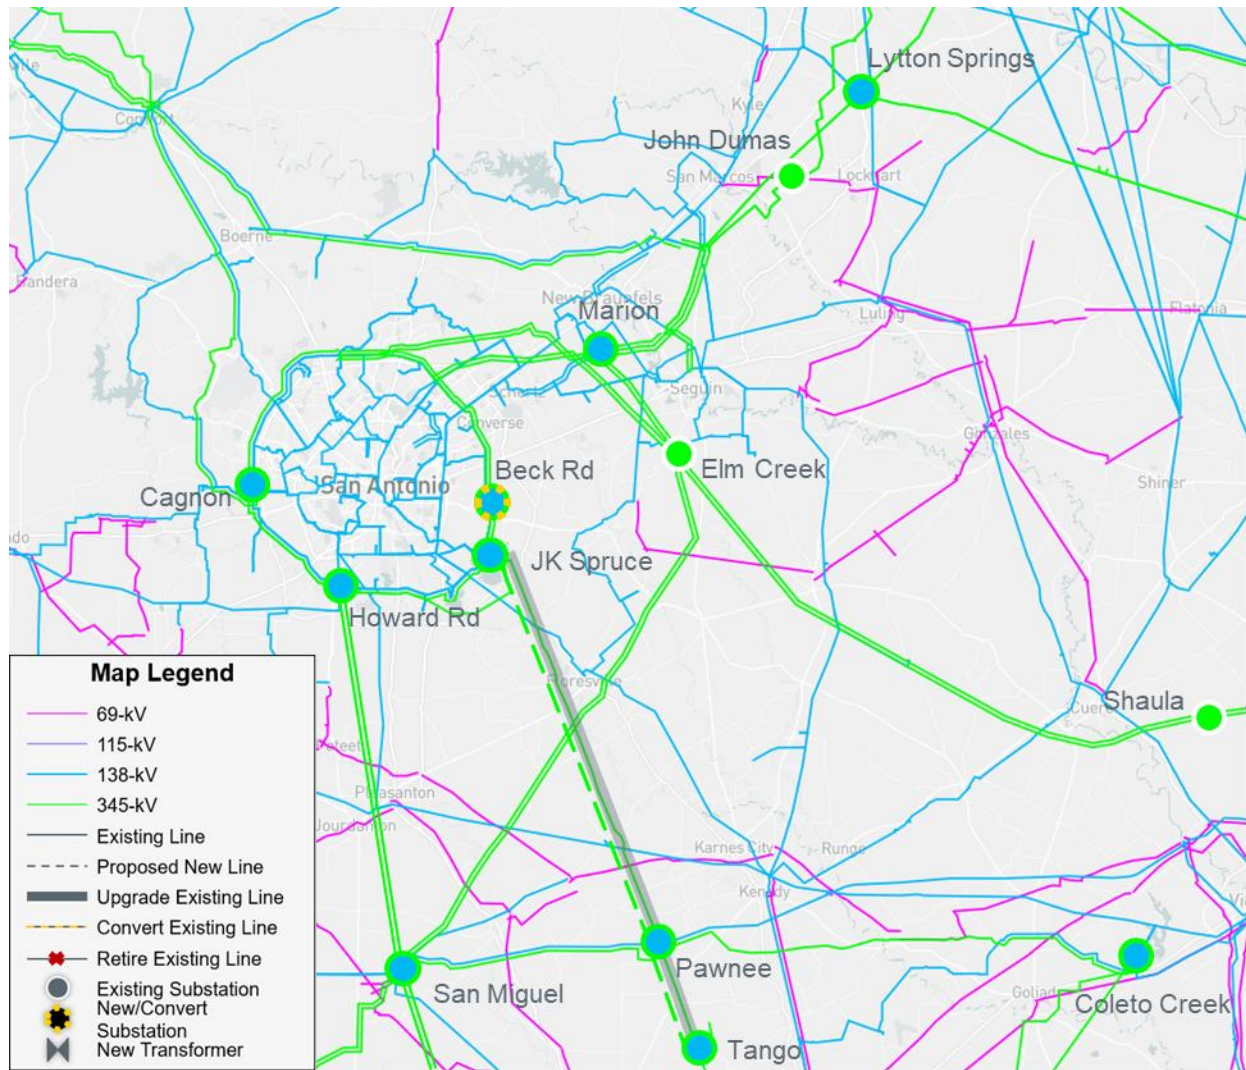 Lytton Springs
Kyle
John Dumas
San Marcos
Lockhart
Comfort
Boerne
Bandera
New Braunfels
Marion
Luling
Flatonia
Seguin
Schertz
Converse
Gonzales
Beck Rd
Elm Creek
Cagnon
San Antonio
Shiner
JK Spruce
Howard Rd
Floresville
Cuero
Shaula
Map Legend
69-kV
115-kV
138-kV
345-kV
Existing Line
Proposed New Line
Upgrade Existing Line
Convert Existing Line
Retire Existing Line
Existing Substation
New/Convert
Substation
New Transformer
Poteet
Pleasanton
Jourdanton
Karnes City
Runge
Kenedy
San Miguel
Pawnee
Goliad
Coleto Creek
Tango